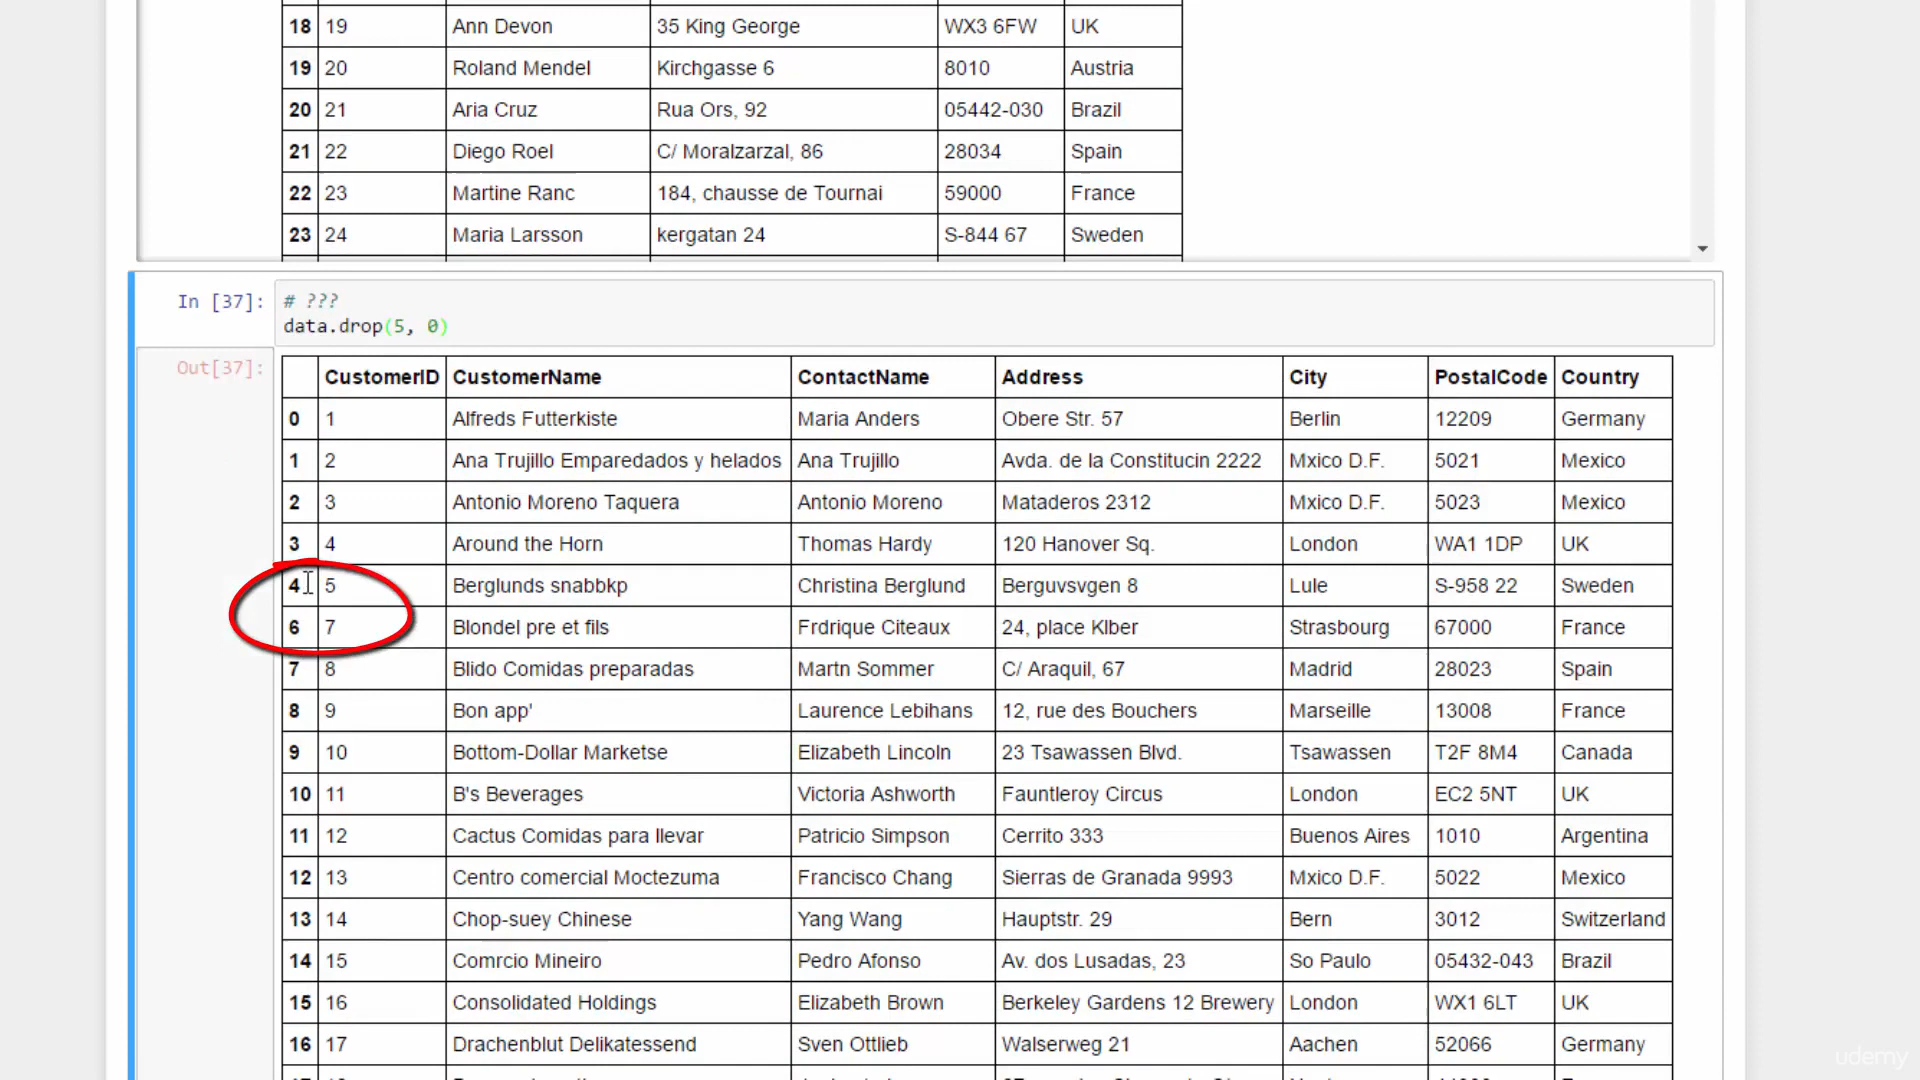 18 19 Ann Devon 35 King George WX3 6FW UK
19 20 Roland Mendel Kirchgasse 6 8010 Austria
20 21 Aria Cruz Rua Ors, 92 05442-030 Brazil
21 22 Diego Roel C/ Moralzarzal, 86 28034 Spain
22 23 Martine Ranc 184, chausse de Tournai 59000 France
23 24 Maria Larsson kergatan 24 S-844 67 Sweden
In [37]: # ???
data.drop(5, 0)
Out[37]:
CustomerID CustomerName ContactName Address City PostalCode Country
0 1 Alfreds Futterkiste Maria Anders Obere Str. 57 Berlin 12209 Germany
1 2 Ana Trujillo Emparedados y helados Ana Trujillo Avda. de la Constitucin 2222 Mxico D.F. 5021 Mexico
2 3 Antonio Moreno Taquera Antonio Moreno Mataderos 2312 Mxico D.F. 5023 Mexico
3 4 Around the Horn Thomas Hardy 120 Hanover Sq. London WA1 1DP UK
4 5 Berglunds snabbkp Christina Berglund Berguvsvgen 8 Lule S-958 22 Sweden
6 7 Blondel pre et fils Frdrique Citeaux 24, place Klber Strasbourg 67000 France
7 8 Blido Comidas preparadas Martn Sommer C/ Araquil, 67 Madrid 28023 Spain
8 9 Bon app' Laurence Lebihans 12, rue des Bouchers Marseille 13008 France
9 10 Bottom-Dollar Marketse Elizabeth Lincoln 23 Tsawassen Blvd. Tsawassen T2F 8M4 Canada
10 11 B's Beverages Victoria Ashworth Fauntleroy Circus London EC2 5NT UK
11 12 Cactus Comidas para llevar Patricio Simpson Cerrito 333 Buenos Aires 1010 Argentina
12 13 Centro comercial Moctezuma Francisco Chang Sierras de Granada 9993 Mxico D.F. 5022 Mexico
13 14 Chop-suey Chinese Yang Wang Hauptstr. 29 Bern 3012 Switzerland
14 15 Comrcio Mineiro Pedro Afonso Av. dos Lusadas, 23 So Paulo 05432-043 Brazil
15 16 Consolidated Holdings Elizabeth Brown Berkeley Gardens 12 Brewery London WX1 6LT UK
16 17 Drachenblut Delikatessend Sven Ottlieb Walserweg 21 Aachen 52066 Germany
udemy